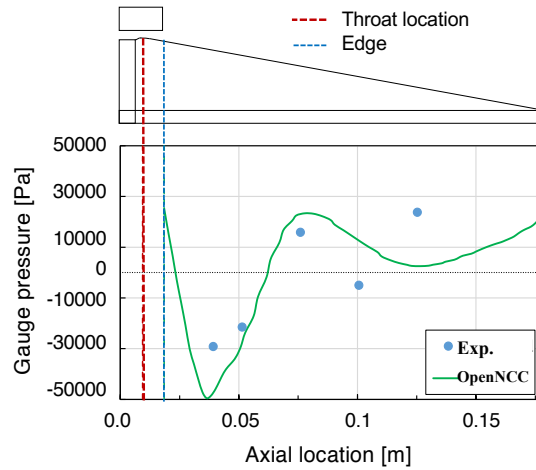 Throat location
Edge
Gauge pressure [Pa]
50000
30000
10000
0
-10000
-30000
-50000
Exp.
OpenNCC
0.0
0.05
0.1
0.15
Axial location [m]